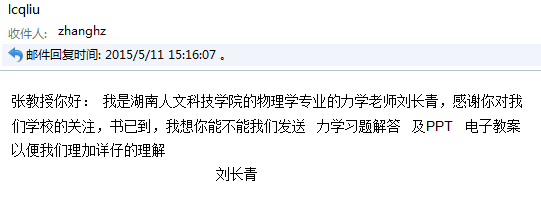 lcqliu
收件人: zhanghz
邮件回复时间: 2015/5/11 15:16:07 。
张教授你好： 我是湖南人文科技学院的物理学专业的力学老师刘长青，感谢你对我
们学校的关注，书已到，我想你能不能我们发送 力学习题解答 及PPT 电子教案
以便我们理加详仔的理解
刘长青